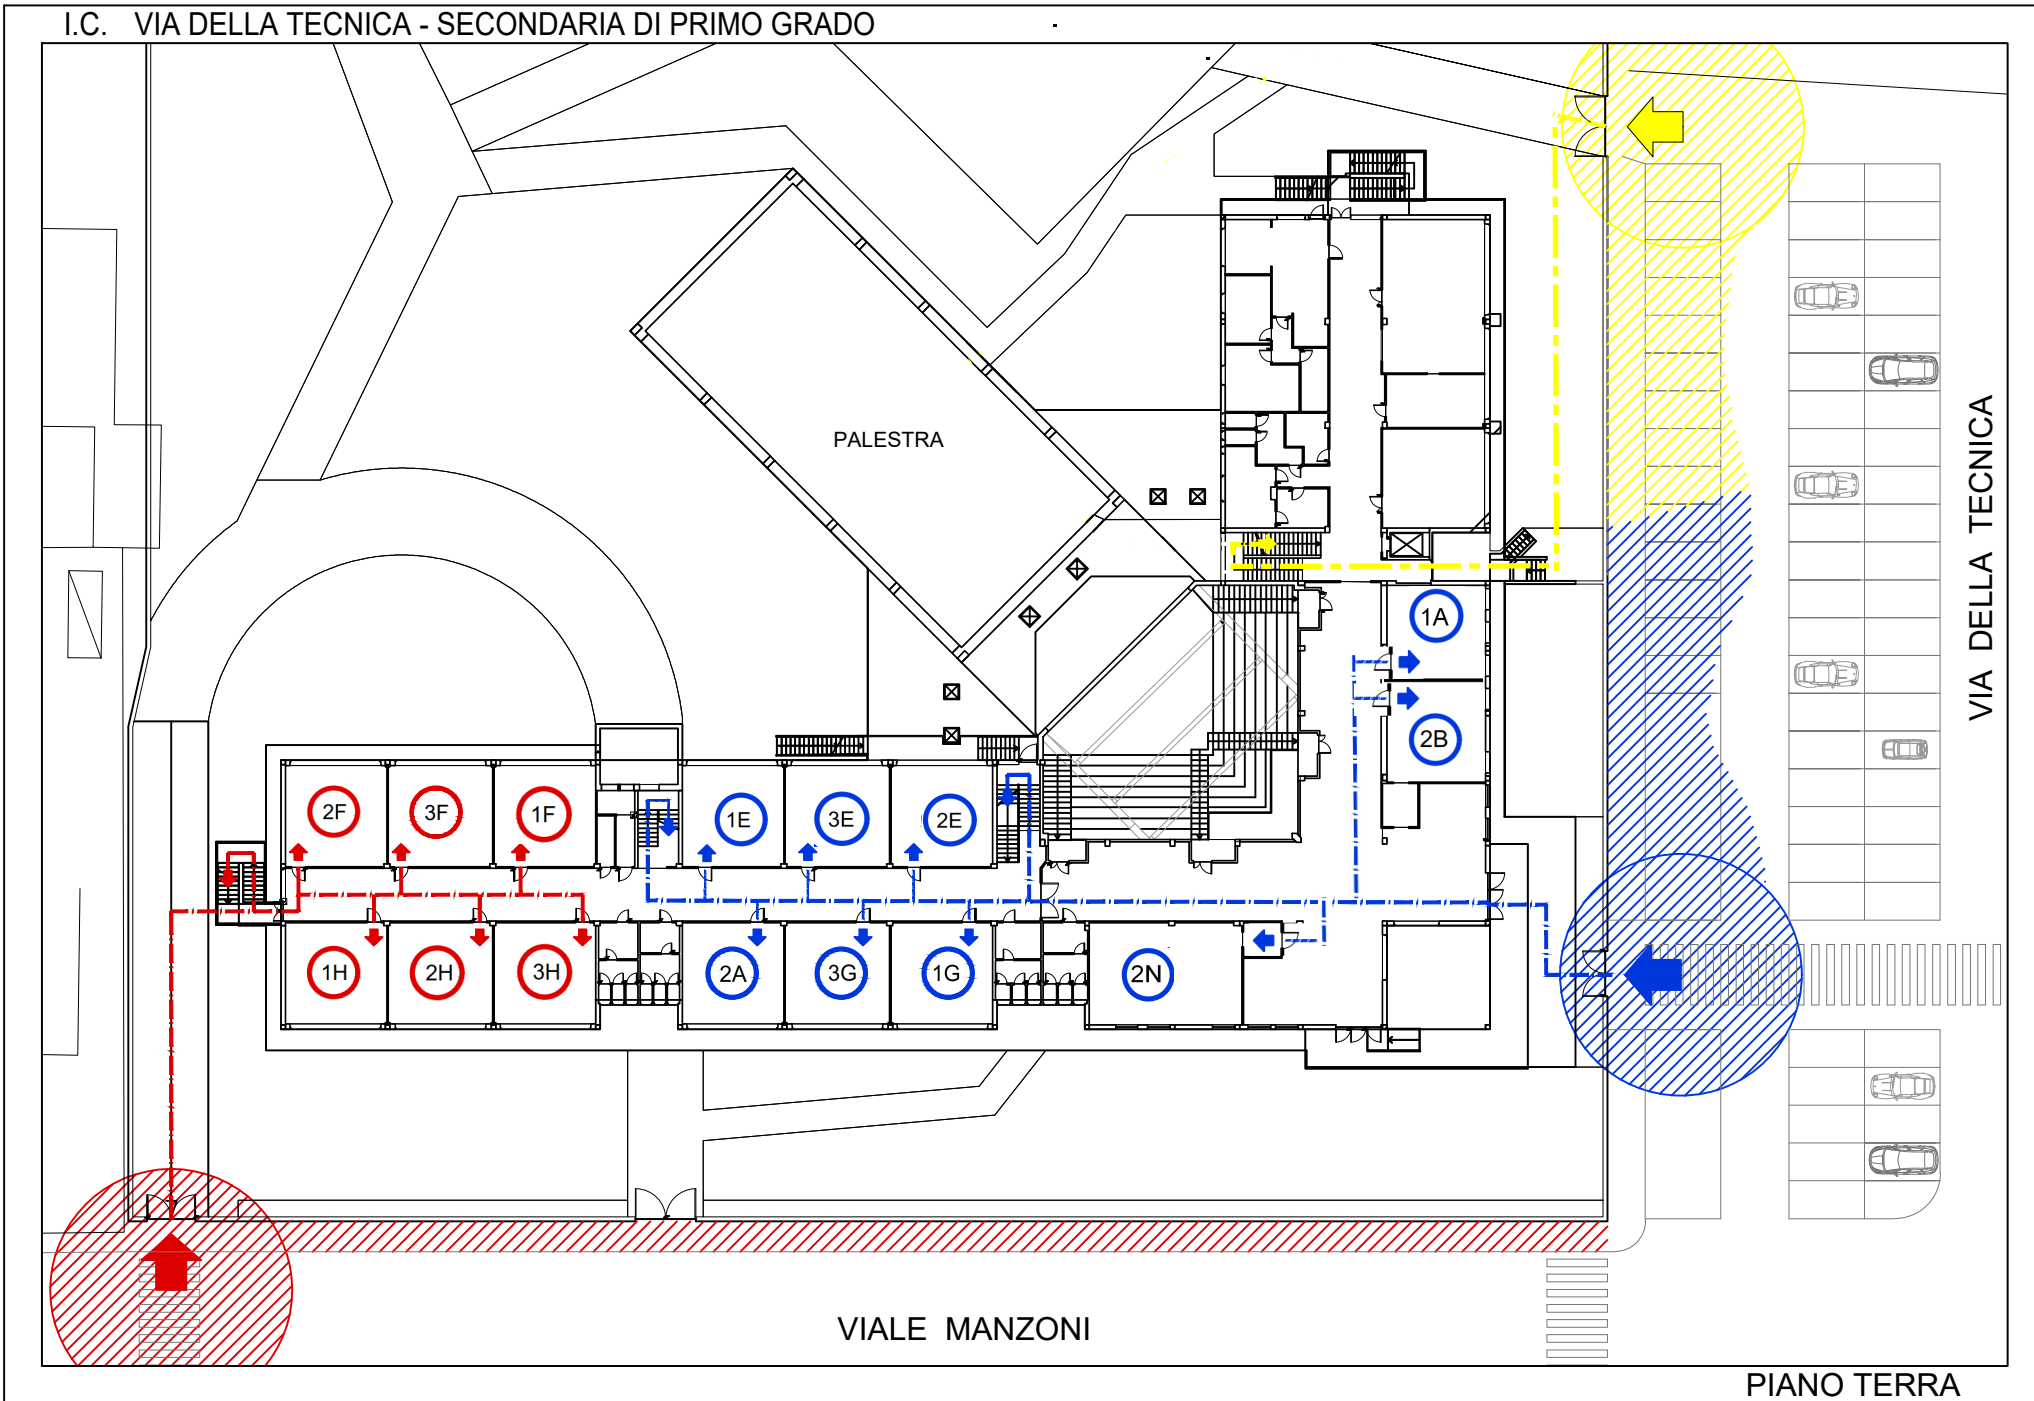 I.C. VIA DELLA TECNICA - SECONDARIA DI PRIMO GRADO
PALESTRA
VIA DELLA TECNICA
1A
2B
2F
3F
1F
1E
3E
2E
1H
2H
3H
2A
3G
1G
2N
VIALE MANZONI
PIANO TERRA